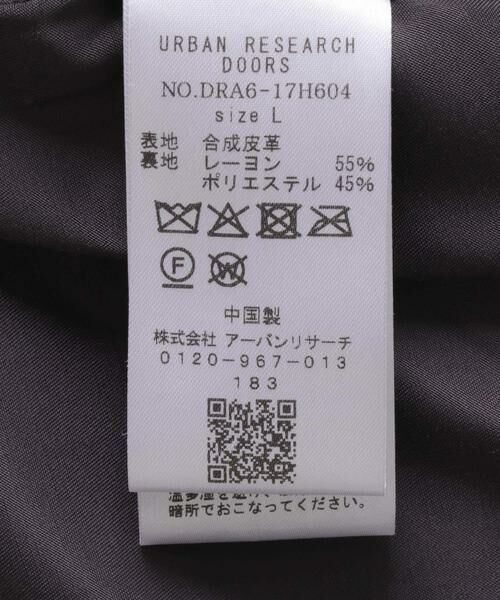 URBAN RESEARCH
DOORS
NO.DRA6-17H604
size L
表地 合成皮革
裏地 レーヨン 55%
ポリエステル 45%
F
W
中国製
株式会社 アーバンリサーチ
0120-967-013
183
暗所でおこなってください。